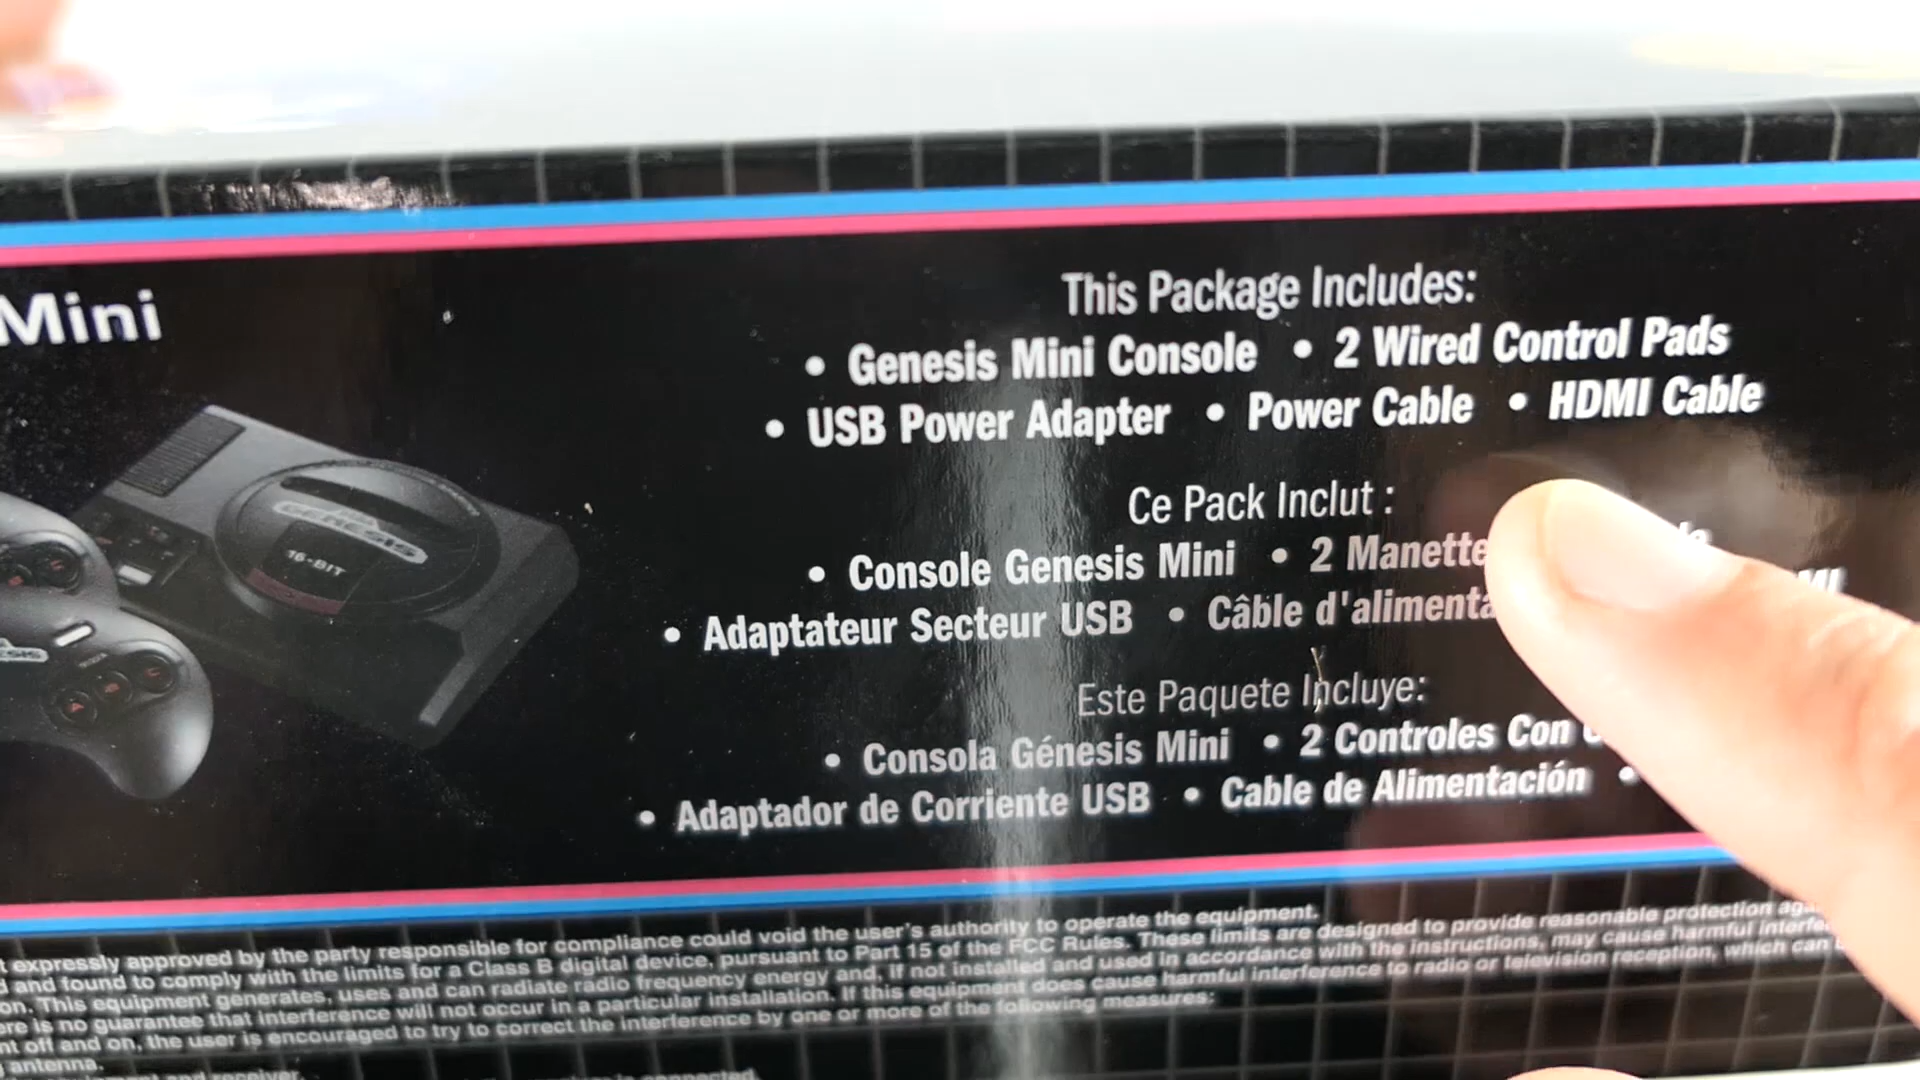 Mini
This Package Includes:
• Genesis Mini Console • 2 Wired Control Pads
• USB Power Adapter • Power Cable • HDMI Cable
Ce Pack Inclut :
• Console Genesis Mini • 2 Manette
• Adaptateur Secteur USB • Câble d'alimenta
Este Paquete Incluye:
• Consola Génesis Mini • 2 Controles Con
• Adaptador de Corriente USB • Cable de Alimentación •
GENESIS
16-BIT
expressly approved by the party responsible for compliance could void the user's authority to operate the equipment.
and found to comply with the limits for a Class B digital device, pursuant to Part 15 of the FCC Rules. These limits are designed to provide reasonable protection
on. This equipment generates, uses and can radiate radio frequency energy and, if not installed and used in accordance with the instructions, may cause harmful
ere is no guarantee that interference will not occur in a particular installation. If this equipment does cause harmful interference to radio or television reception, which can
nt off and on, the user is encouraged to try to correct the interference by one or more of the following measures:
antenna.
and receiver.
is connected